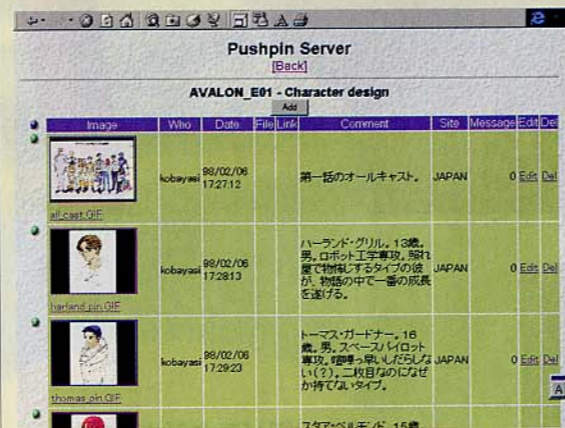 Pushpin Server
[Back]
AVALON_E01 - Character design
Add
Image Who Date File Link Comment Site Message Edit Del
kobayasi 98/02/06 17:27:12 第一話のオールキャスト。 JAPAN 0 Edit Del
all_cast.GIF
kobayasi 98/02/06 17:28:13 JAPAN 0 Edit Del
ハーランド・グリル。13歳。
男。ロボット工学専攻。照れ
屋で物怖じするタイプの彼
が、物語の中で一番の成長
を遂げる。
harland_pin.GIF
kobayasi 98/02/06 17:29:23 JAPAN 0 Edit Del
トーマス・ガードナー。16
歳。男。スペースパイロット
専攻。喧嘩っ早いしだらしな
い(?)。二枚目なのになぜ
か持てないタイプ。
thomas_pin.GIF
A
15歳